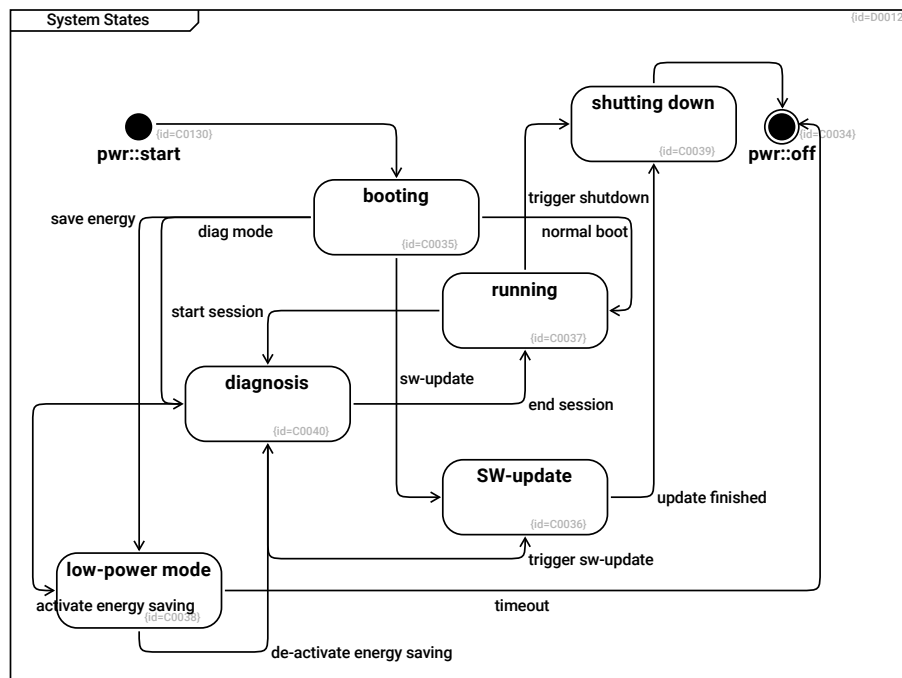 System States
{id=D0012
shutting down
{id=C0039}
{id=C0130}
pwr::start
{id=C0034}
pwr::off
booting
{id=C0035}
trigger shutdown
save energy
diag mode
normal boot
running
{id=C0037}
start session
diagnosis
{id=C0040}
sw-update
end session
SW-update
{id=C0036}
update finished
trigger sw-update
low-power mode
{id=C0038}
activate energy saving
timeout
de-activate energy saving